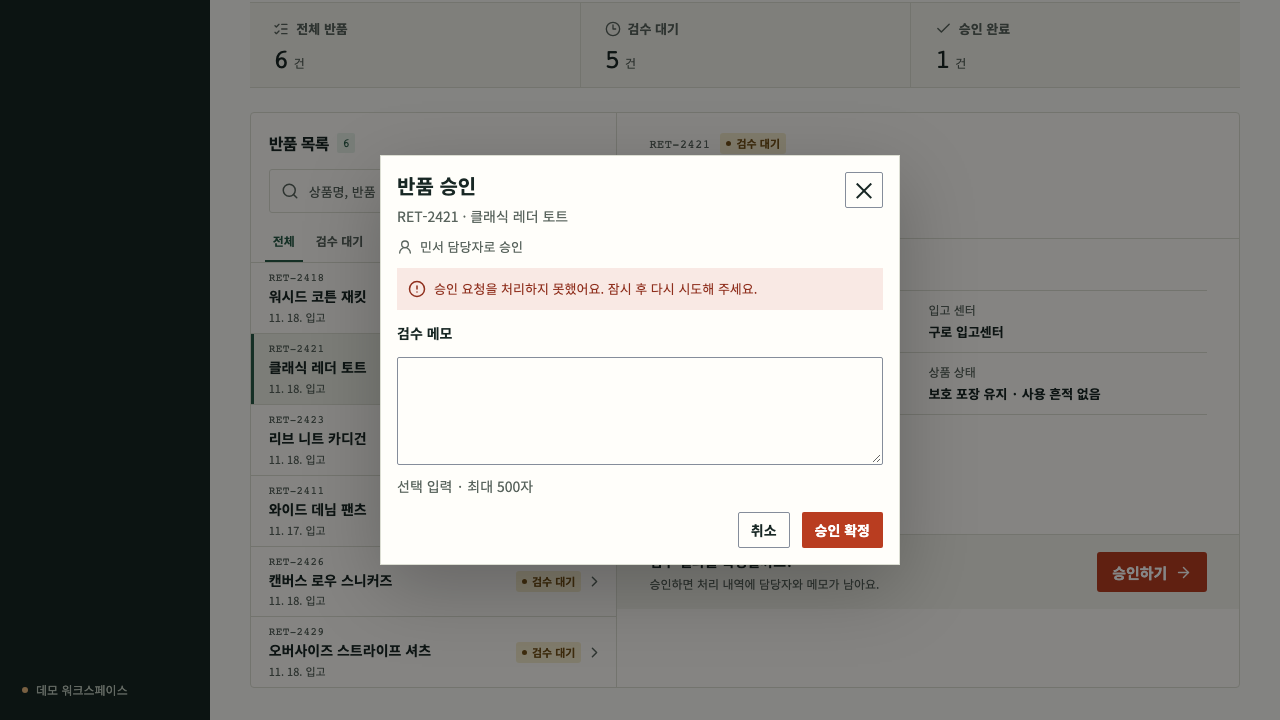 전체 반품
6 건
검수 대기
5 건
승인 완료
1 건
반품 목록 6
상품명, 반품
전체 검수 대기
RET-2418
워시드 코튼 재킷
11. 18. 입고
RET-2421
클래식 레더 토트
11. 18. 입고
RET-2423
리브 니트 카디건
11. 18. 입고
RET-2411
와이드 데님 팬츠
11. 17. 입고
RET-2426
캔버스 로우 스니커즈
11. 18. 입고
검수 대기
RET-2429
오버사이즈 스트라이프 셔츠
11. 18. 입고
검수 대기
RET-2421 검수 대기
입고 센터
구로 입고센터
상품 상태
보호 포장 유지 · 사용 흔적 없음
승인하면 처리 내역에 담당자와 메모가 남아요.
승인하기
반품 승인
RET-2421 · 클래식 레더 토트
민서 담당자로 승인
승인 요청을 처리하지 못했어요. 잠시 후 다시 시도해 주세요.
검수 메모
선택 입력 · 최대 500자
취소
승인 확정
데모 워크스페이스